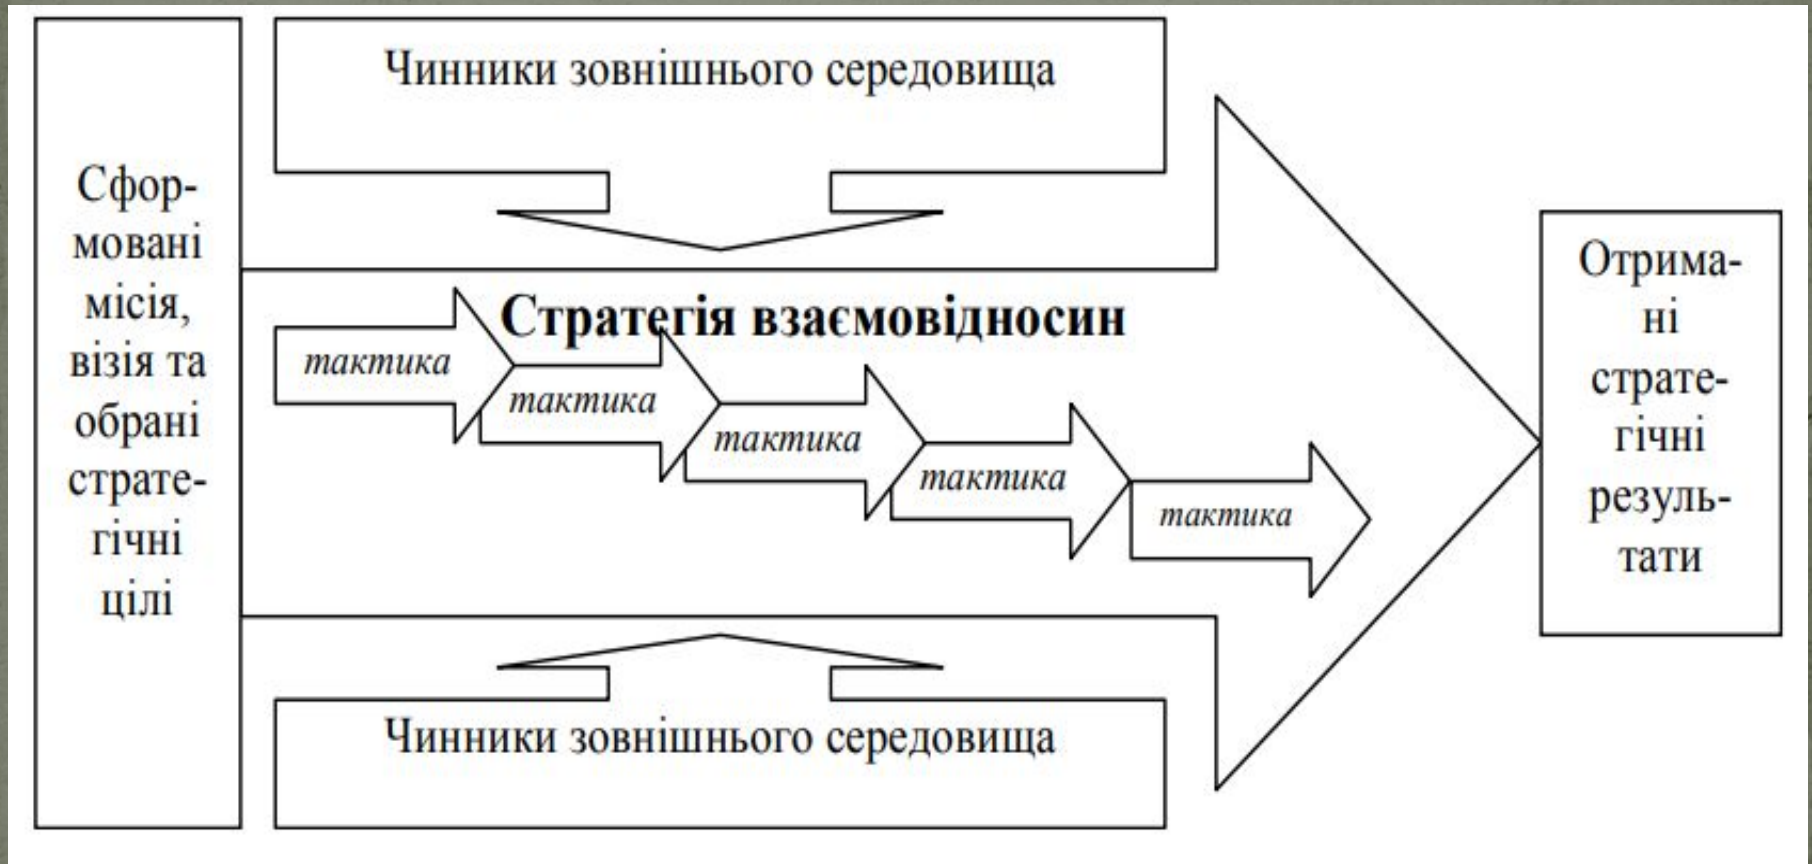 Сфор-
мовані
місія,
візія та
обрані
страте-
гічні
цілі
Чинники зовнішнього середовища
Стратегія взаємовідносин
тактика
тактика
тактика
тактика
тактика
Чинники зовнішнього середовища
Отрима-
ні
страте-
гічні
резуль-
тати